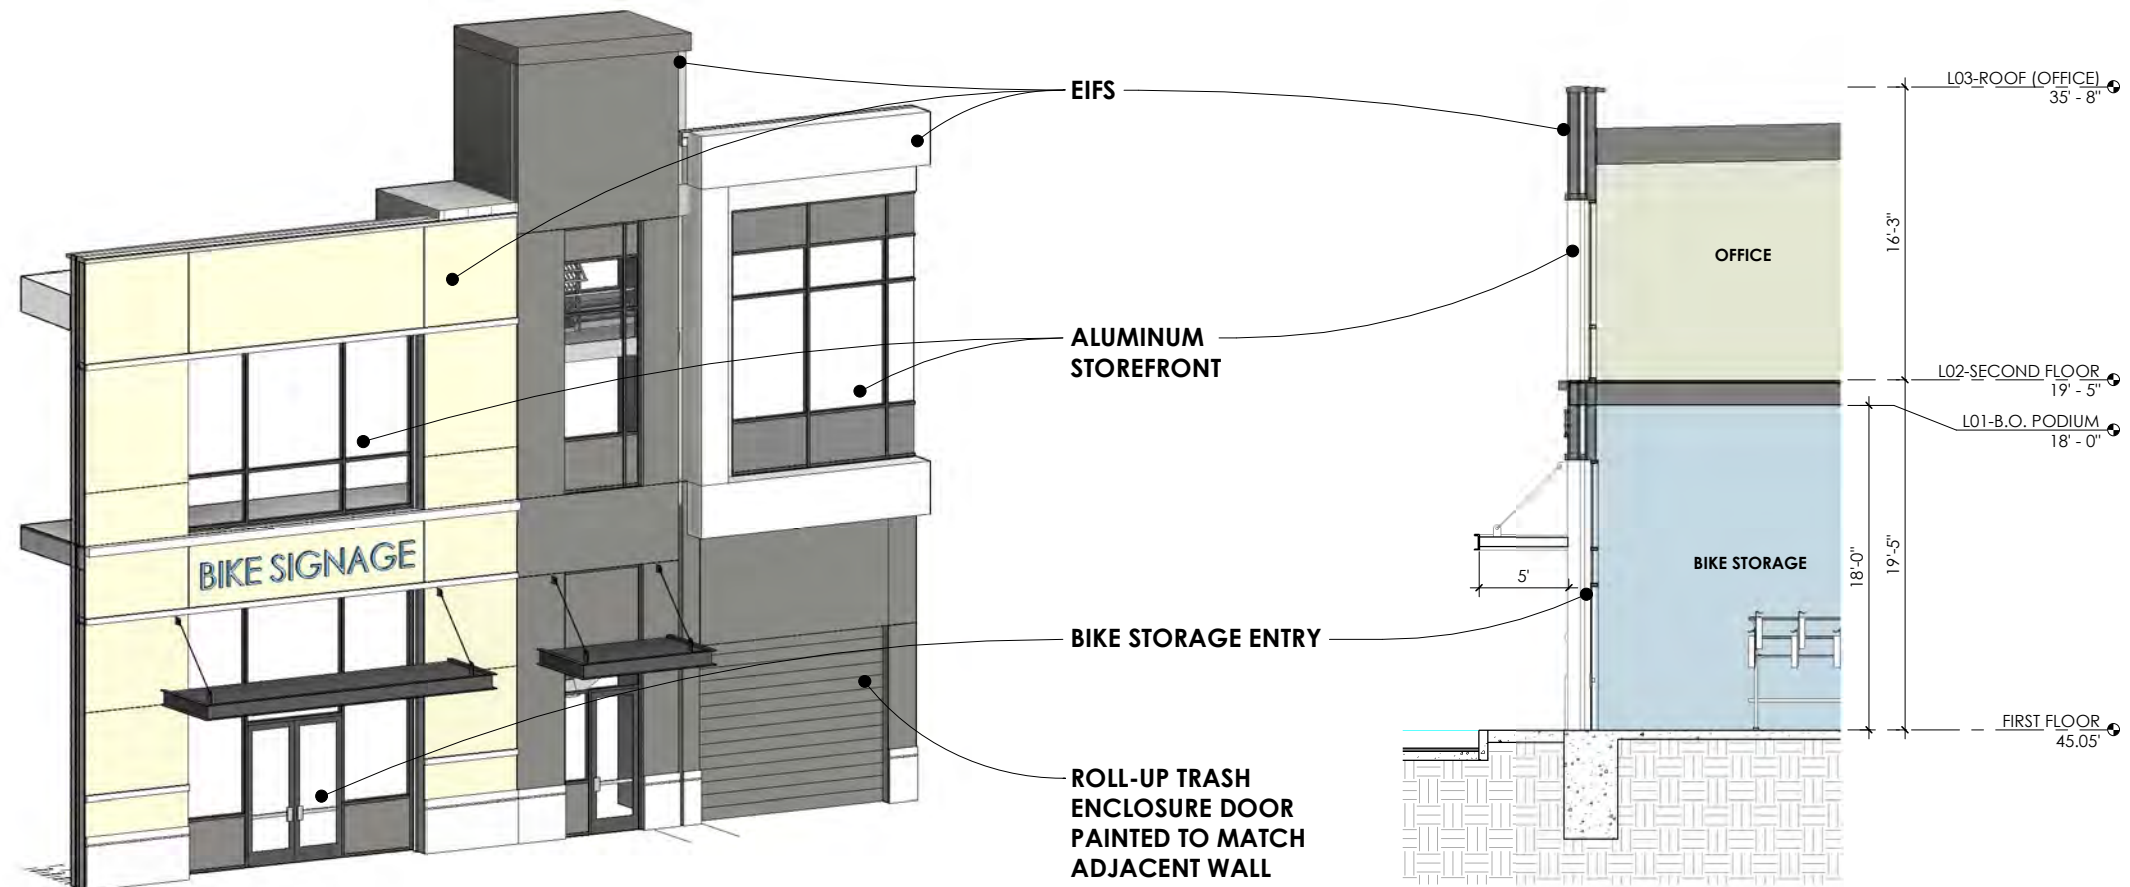 BIKE SIGNAGE
EIFS
ALUMINUM
STOREFRONT
BIKE STORAGE ENTRY
ROLL-UP TRASH
ENCLOSURE DOOR
PAINTED TO MATCH
ADJACENT WALL
OFFICE
BIKE STORAGE
5'
16'-3"
18'-0"
19'-5"
L03-ROOF (OFFICE)
35' - 8"
L02-SECOND FLOOR
19' - 5"
L01-B.O. PODIUM
18' - 0"
FIRST FLOOR
45.05'